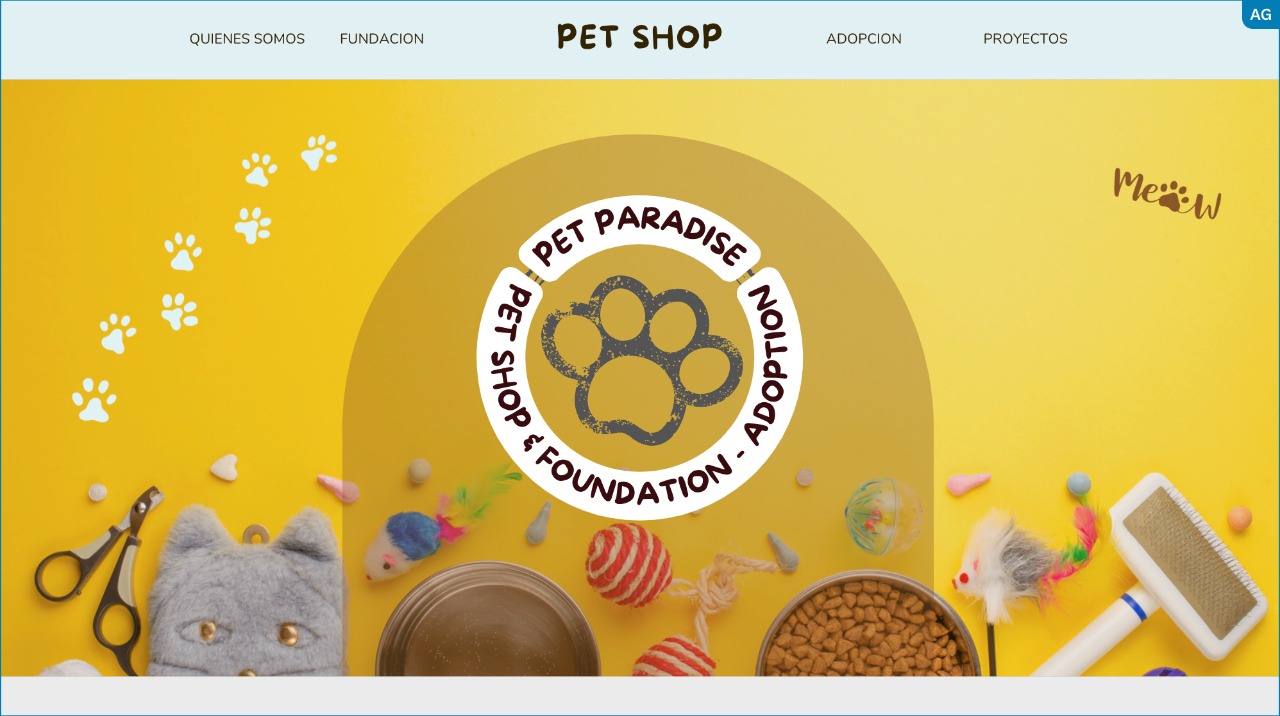 AG
QUIENES SOMOS
FUNDACION
PET SHOP
ADOPCION
PROYECTOS
Meow
PET PARADISE
PET SHOP & FOUNDATION - ADOPTION